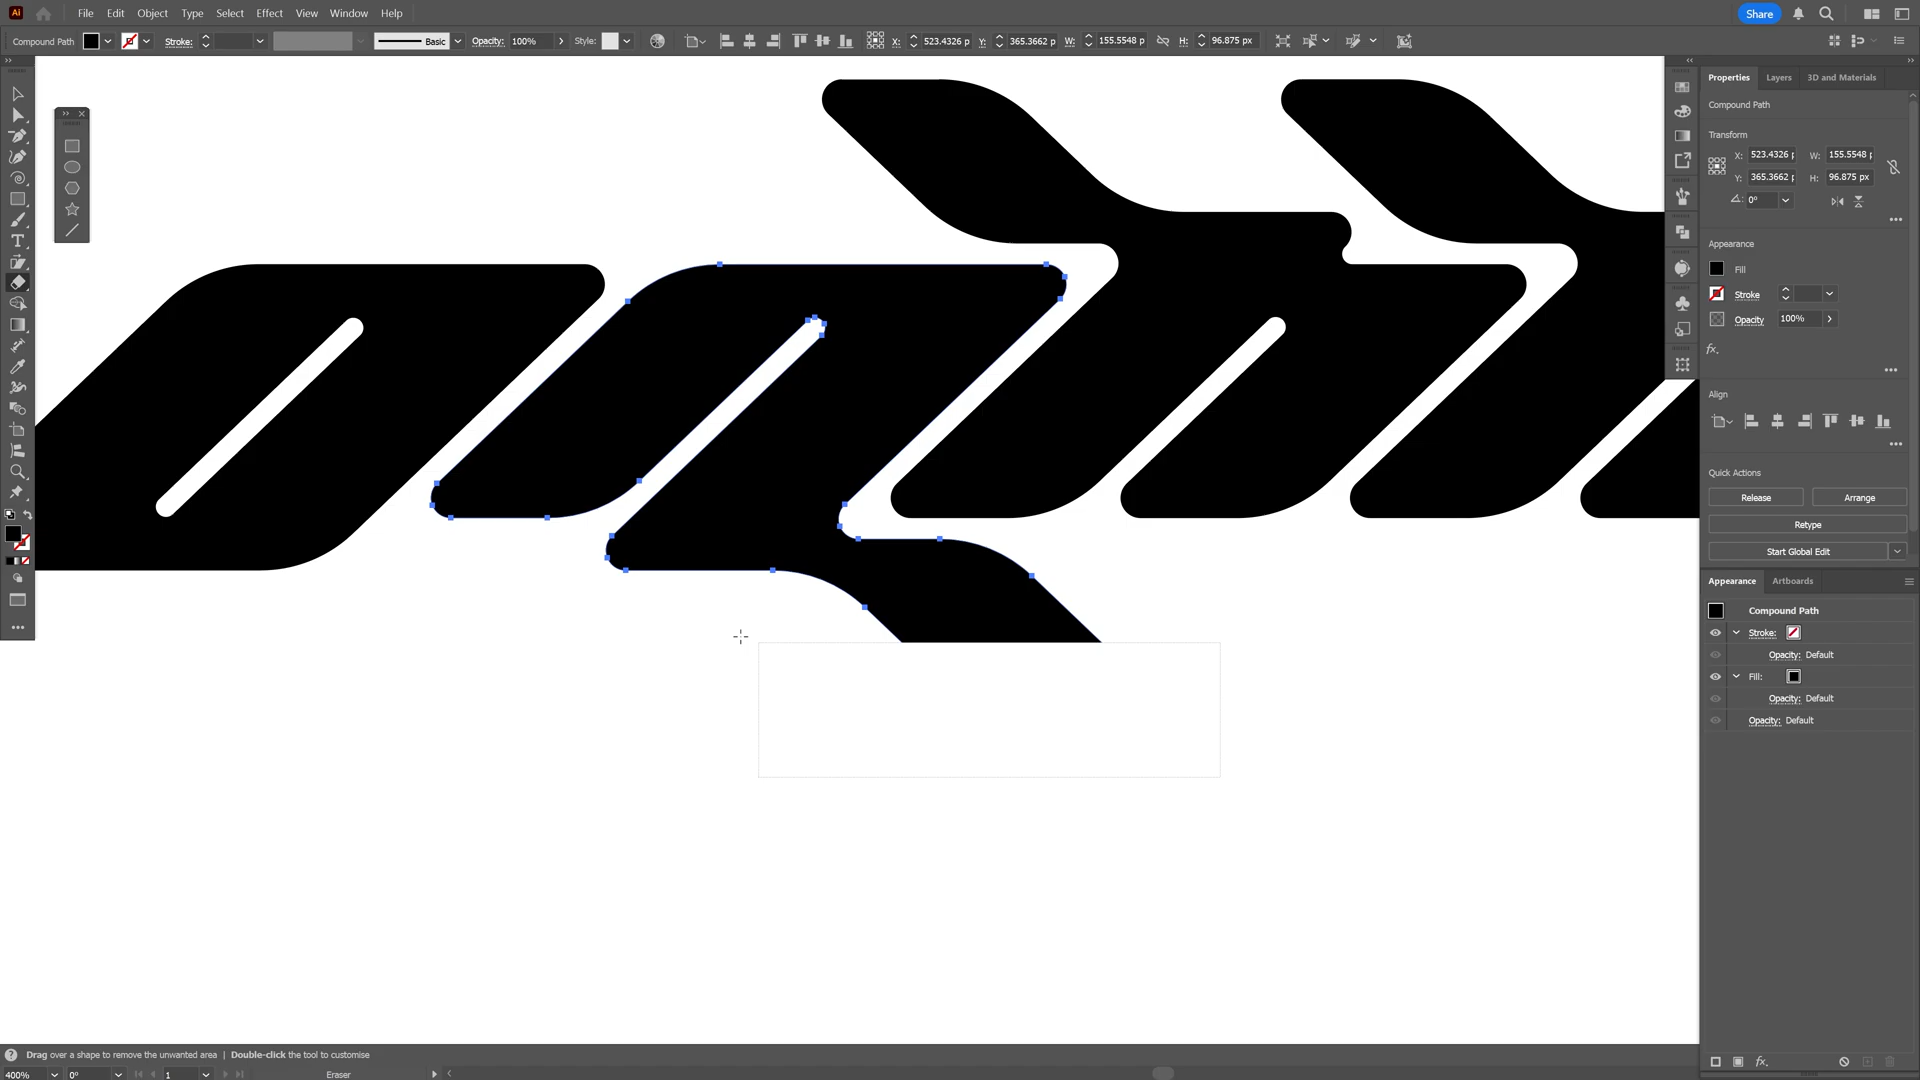 Ai File Edit Object Type Select Effect View Window Help Share
Compound Path Stroke: Basic Opacity: 100% Style: X: 523.4326 p Y: 365.3662 p W: 155.5548 p H: 96.875 px
Properties Layers 3D and Materials
Compound Path
Transform
X: 523.4326 p W: 155.5548 p
Y: 365.3662 p H: 96.875 px
0°
Appearance
Fill
Stroke
Opacity 100%
fx.
Align
Quick Actions
Release Arrange
Retype
Start Global Edit
Appearance Artboards
Compound Path
Stroke:
Opacity: Default
Fill:
Opacity: Default
Opacity: Default
fx.
Drag over a shape to remove the unwanted area | Double-click the tool to customise
400% 0° 1 Eraser